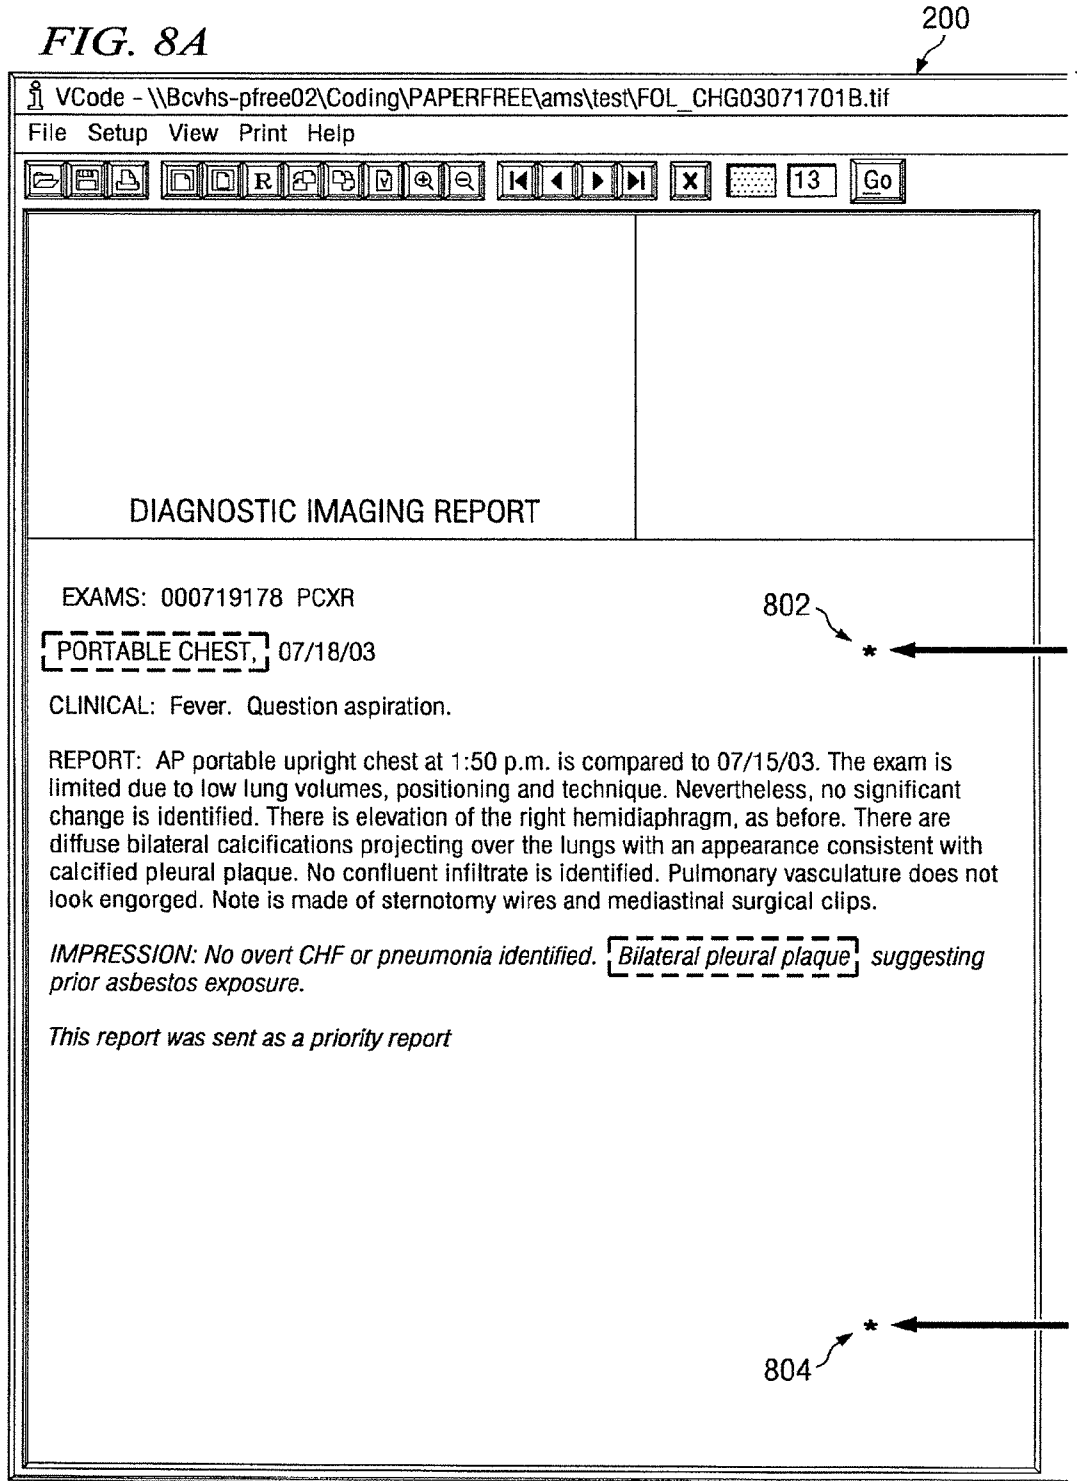 200
FIG. 8A
VCode - \\Bcvhs-pfree02\Coding\PAPERFREE\ams\test\FOL_CHG03071701B.tif
File Setup View Print Help
R V X 13 Go
DIAGNOSTIC IMAGING REPORT
EXAMS: 000719178 PCXR
802
PORTABLE CHEST, 07/18/03 *
CLINICAL: Fever. Question aspiration.
REPORT: AP portable upright chest at 1:50 p.m. is compared to 07/15/03. The exam is
limited due to low lung volumes, positioning and technique. Nevertheless, no significant
change is identified. There is elevation of the right hemidiaphragm, as before. There are
diffuse bilateral calcifications projecting over the lungs with an appearance consistent with
calcified pleural plaque. No confluent infiltrate is identified. Pulmonary vasculature does not
look engorged. Note is made of sternotomy wires and mediastinal surgical clips.
IMPRESSION: No overt CHF or pneumonia identified. Bilateral pleural plaque suggesting
prior asbestos exposure.
This report was sent as a priority report
*
804